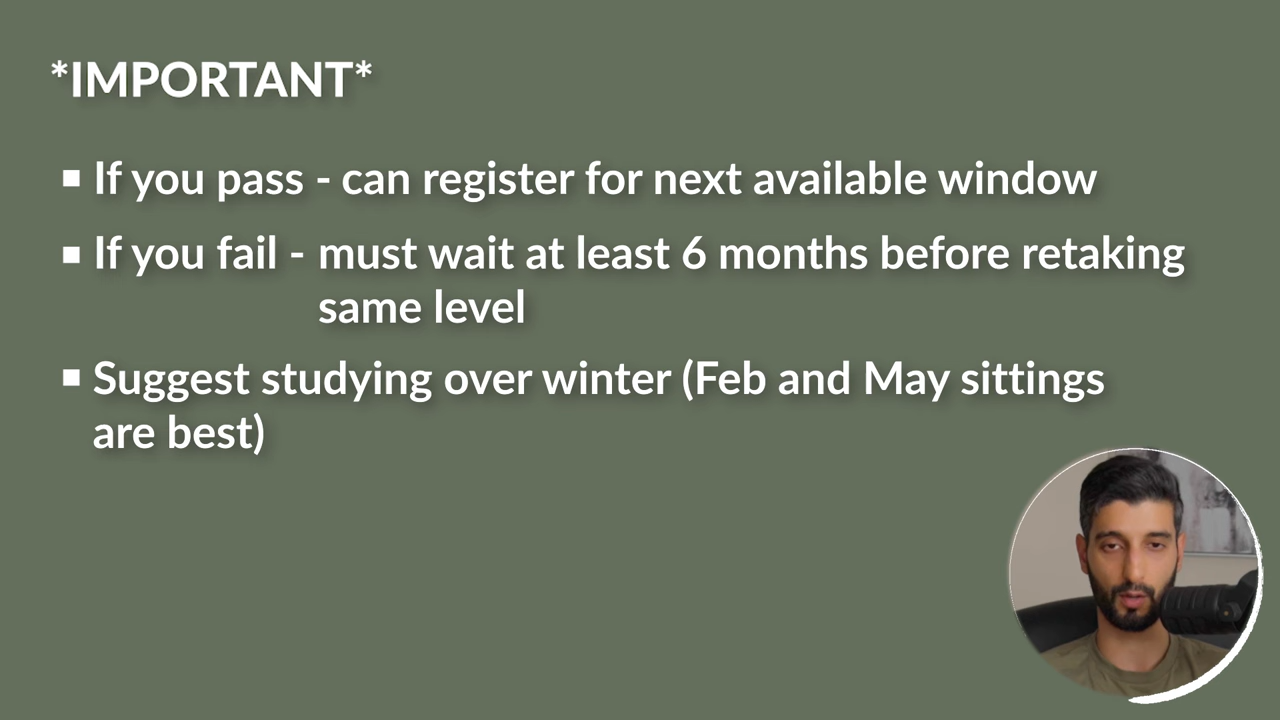 *IMPORTANT*
▪ If you pass - can register for next available window
▪ If you fail - must wait at least 6 months before retaking
same level
▪ Suggest studying over winter (Feb and May sittings
are best)